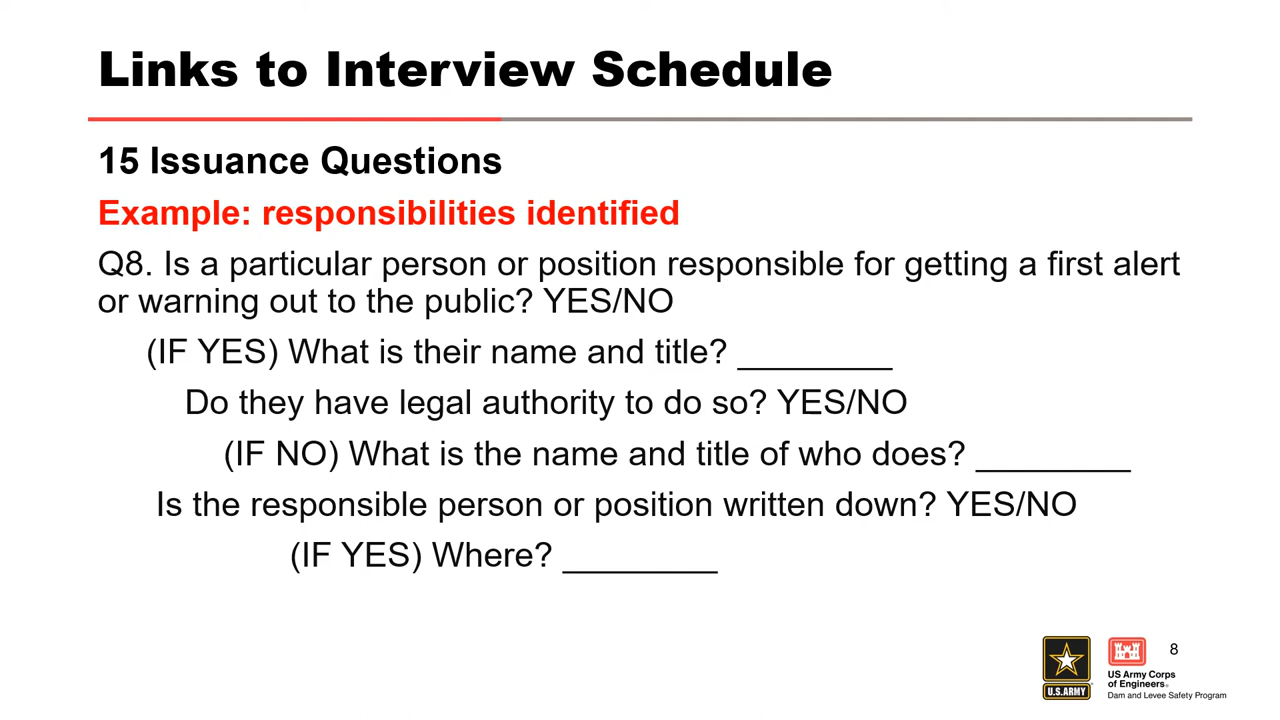 Links to Interview Schedule
15 Issuance Questions
Example: responsibilities identified
Q8. Is a particular person or position responsible for getting a first alert
or warning out to the public? YES/NO
(IF YES) What is their name and title? ________
Do they have legal authority to do so? YES/NO
(IF NO) What is the name and title of who does? ________
Is the responsible person or position written down? YES/NO
(IF YES) Where? ________
8
U.S.ARMY
US Army Corps
of Engineers®
Dam and Levee Safety Program